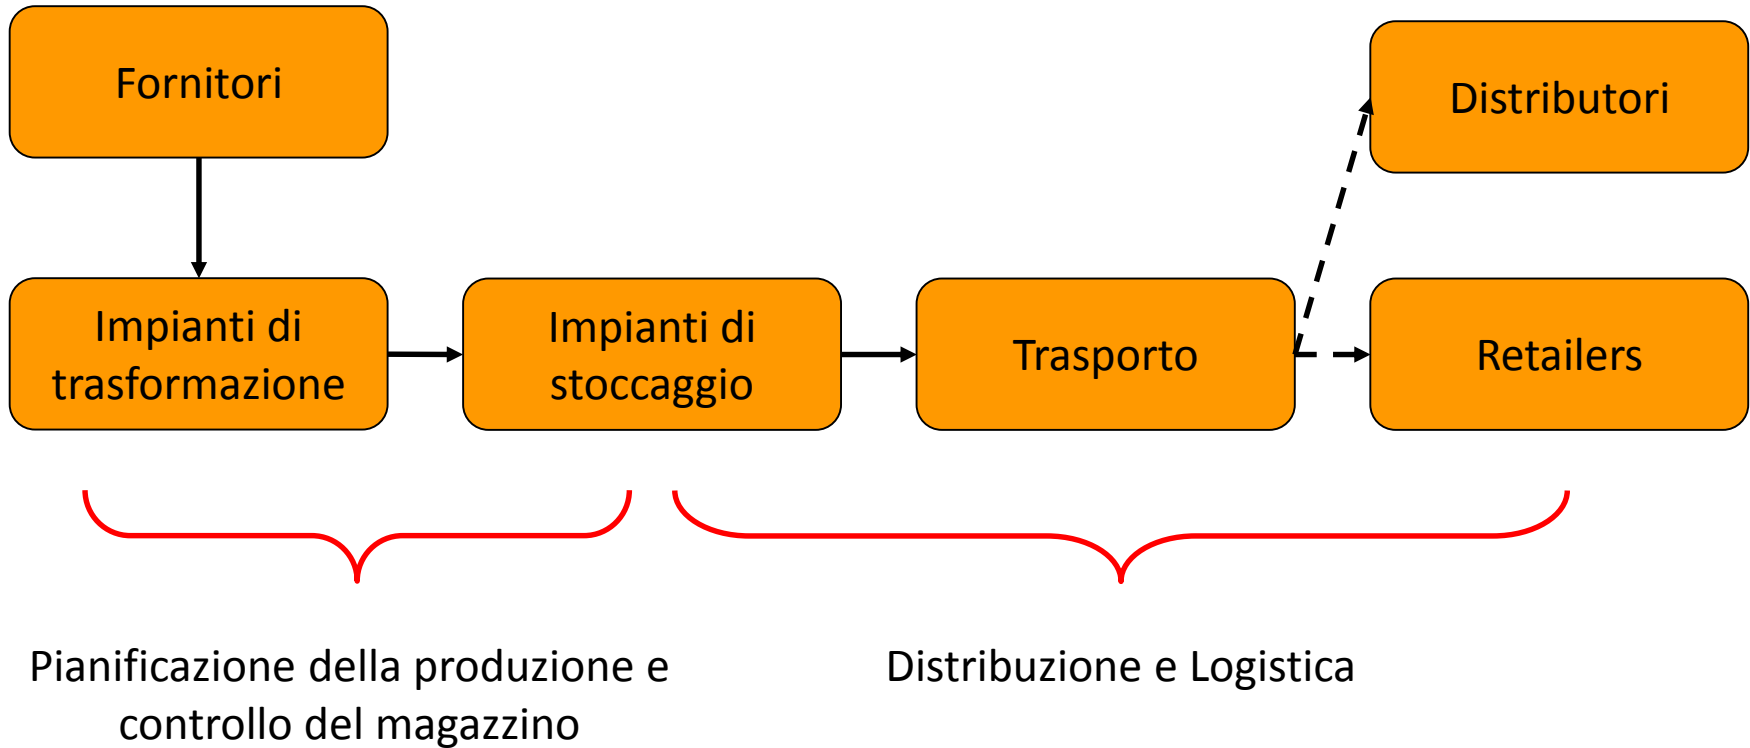 Fornitori
Distributori
Impianti di
trasformazione
Impianti di
stoccaggio
Trasporto
Retailers
Pianificazione della produzione e
controllo del magazzino
Distribuzione e Logistica